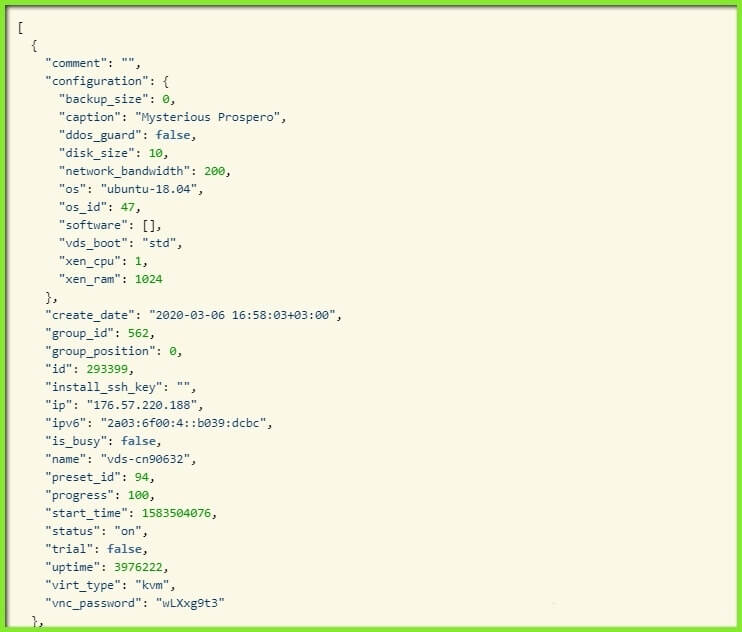 [
{
"comment": "",
"configuration": {
"backup_size": 0,
"caption": "Mysterious Prospero",
"ddos_guard": false,
"disk_size": 10,
"network_bandwidth": 200,
"os": "ubuntu-18.04",
"os_id": 47,
"software": [],
"vds_boot": "std",
"xen_cpu": 1,
"xen_ram": 1024
},
"create_date": "2020-03-06 16:58:03+03:00",
"group_id": 562,
"group_position": 0,
"id": 293399,
"install_ssh_key": "",
"ip": "176.57.220.188",
"ipv6": "2a03:6f00:4::b039:dcbc",
"is_busy": false,
"name": "vds-cn90632",
"preset_id": 94,
"progress": 100,
"start_time": 1583504076,
"status": "on",
"trial": false,
"uptime": 3976222,
"virt_type": "kvm",
"vnc_password": "wLXxg9t3"
},